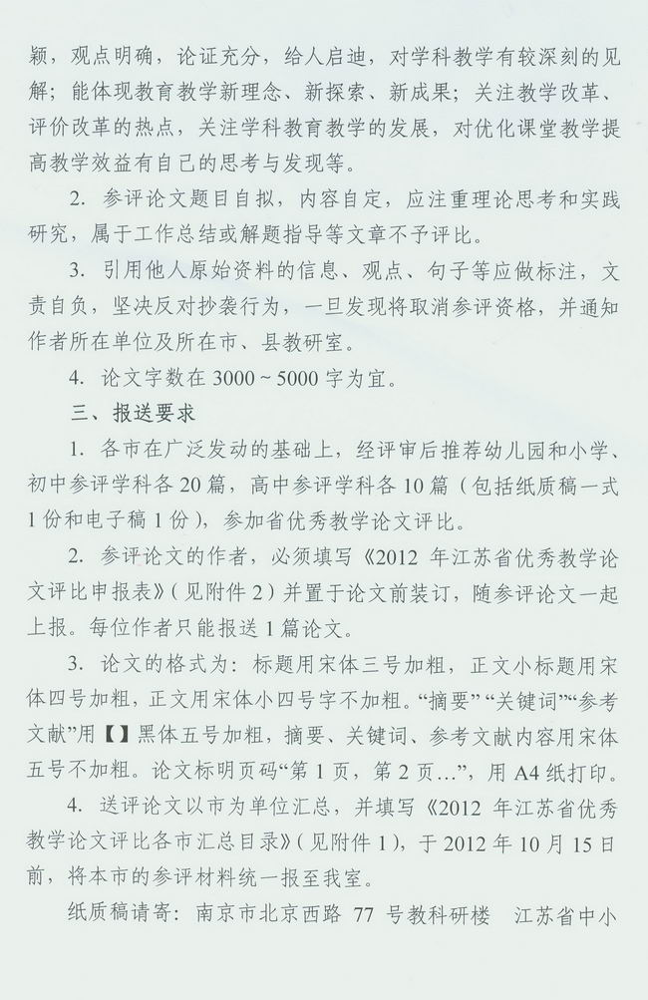 颖，观点明确，论证充分，给人启迪，对学科教学有较深刻的见
解；能体现教育教学新理念、新探索、新成果；关注教学改革、
评价改革的热点，关注学科教育教学的发展，对优化课堂教学提
高教学效益有自己的思考与发现等。
2. 参评论文题目自拟，内容自定，应注重理论思考和实践
研究，属于工作总结或解题指导等文章不予评比。
3. 引用他人原始资料的信息、观点、句子等应做标注，文
责自负，坚决反对抄袭行为，一旦发现将取消参评资格，并通知
作者所在单位及所在市、县教研室。
4. 论文字数在 3000～5000 字为宜。
三、报送要求
1. 各市在广泛发动的基础上，经评审后推荐幼儿园和小学、
初中参评学科各 20 篇，高中参评学科各 10 篇（包括纸质稿一式
1 份和电子稿 1 份），参加省优秀教学论文评比。
2. 参评论文的作者，必须填写《2012 年江苏省优秀教学论
文评比申报表》（见附件 2）并置于论文前装订，随参评论文一起
上报。每位作者只能报送 1 篇论文。
3. 论文的格式为：标题用宋体三号加粗，正文小标题用宋
体四号加粗，正文用宋体小四号字不加粗。“摘要” “关键词”“参考
文献”用【】黑体五号加粗，摘要、关键词、参考文献内容用宋体
五号不加粗。论文标明页码“第 1 页，第 2 页…”，用 A4 纸打印。
4. 送评论文以市为单位汇总，并填写《2012 年江苏省优秀
教学论文评比各市汇总目录》（见附件 1），于 2012 年 10 月 15 日
前，将本市的参评材料统一报至我室。
纸质稿请寄：南京市北京西路 77 号教科研楼　江苏省中小